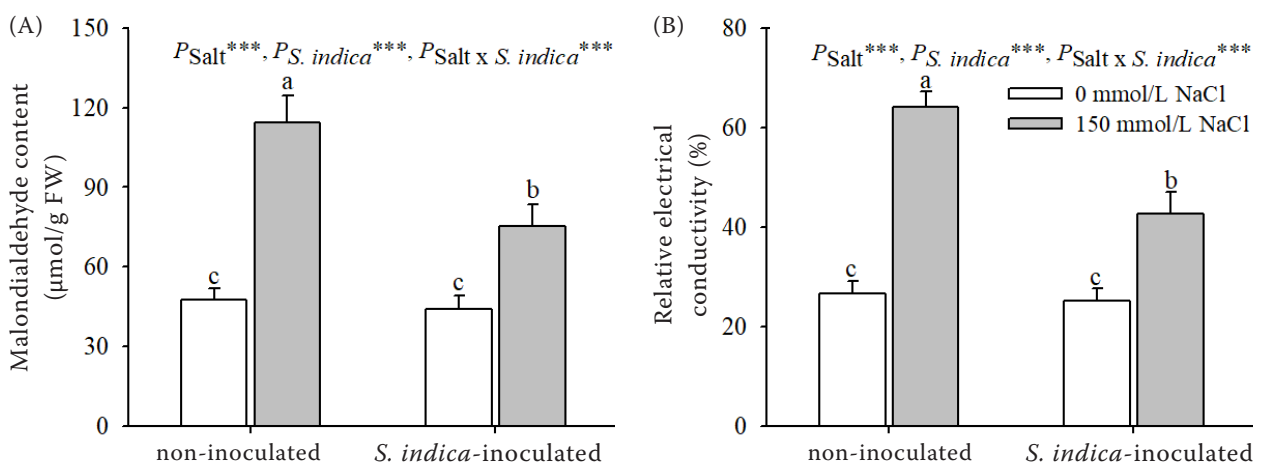 (A)
Malondialdehyde content
(μmol/g FW)
150
120
90
60
30
0
PSalt***, PS. indica***, PSalt x S. indica***
c
a
c
b
non-inoculated
S. indica-inoculated
(B)
Relative electrical
conductivity (%)
80
60
40
20
0
PSalt***, PS. indica***, PSalt x S. indica***
0 mmol/L NaCl
150 mmol/L NaCl
c
a
c
b
non-inoculated
S. indica-inoculated